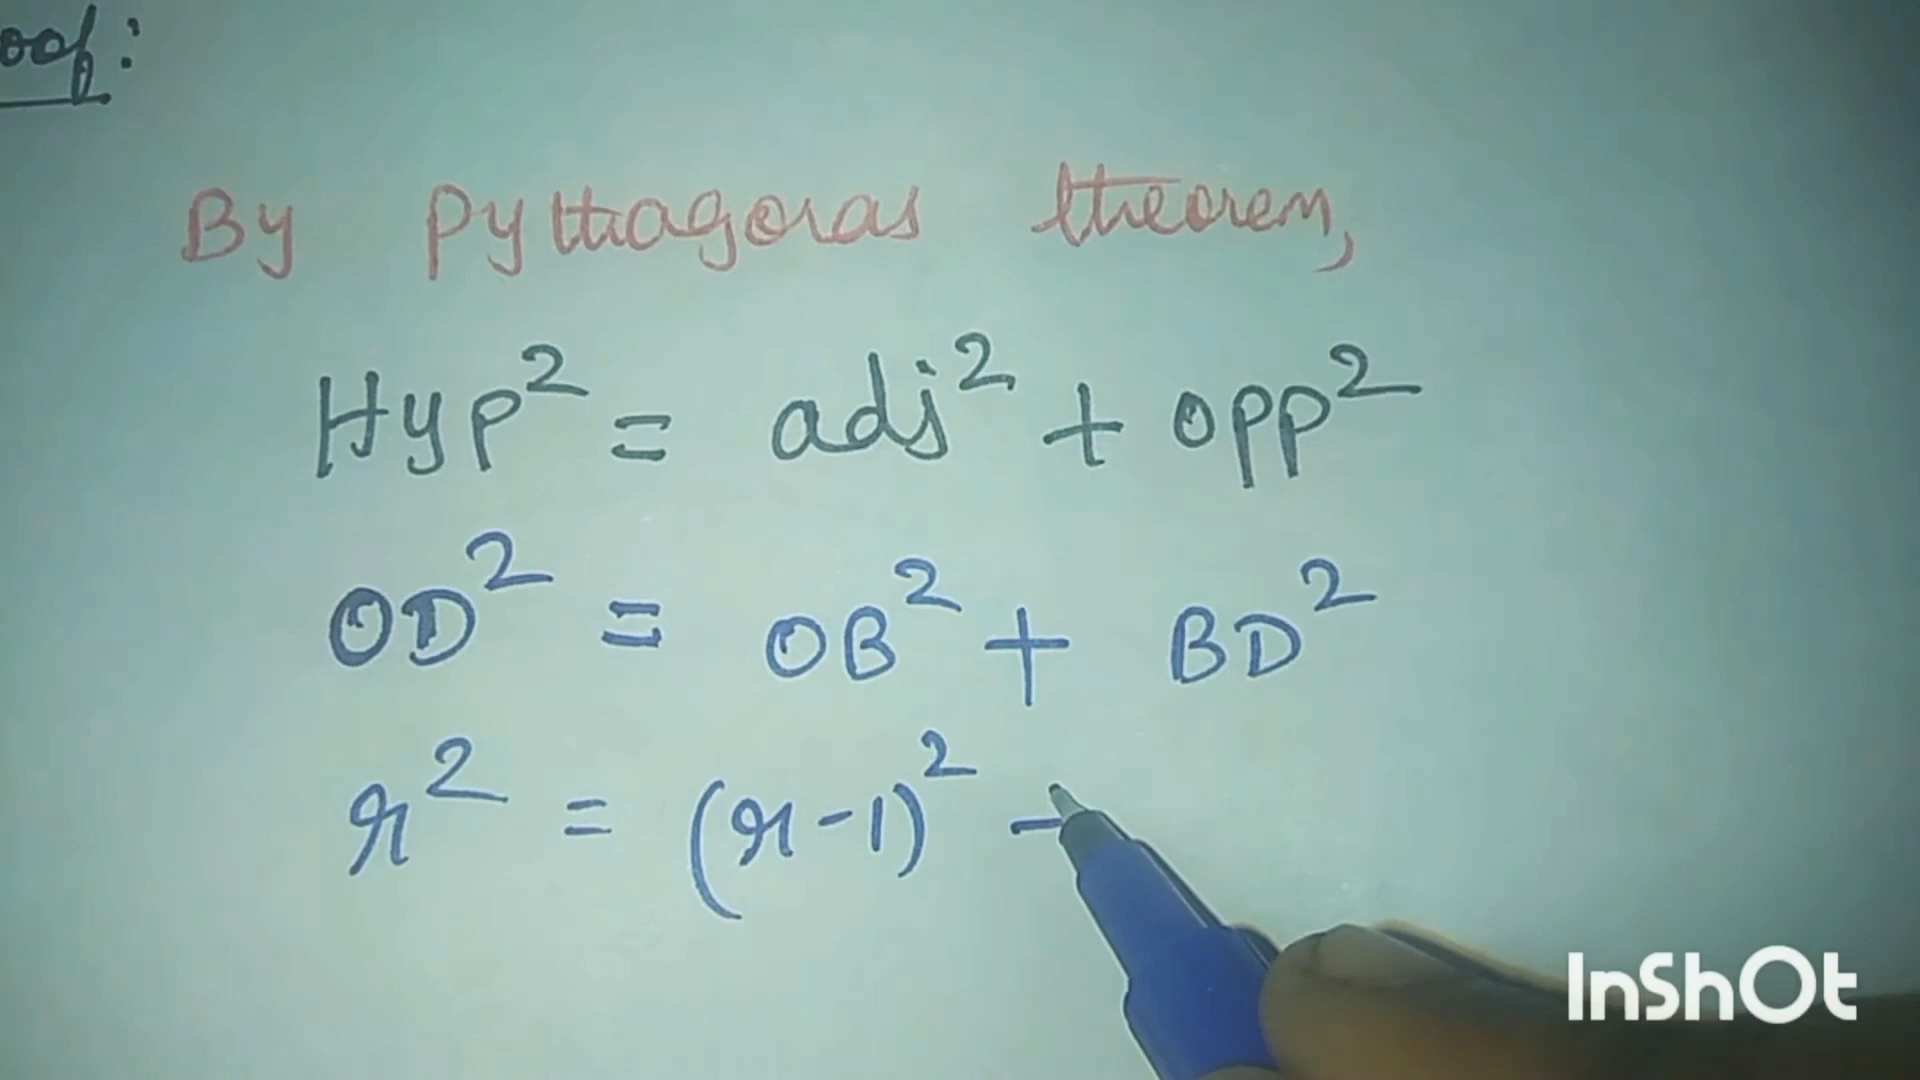 oof:
By Pythagoras theorem,
Hyp² = adj² + opp²
OD² = OB² + BD²
r² = (r-1)² -
InShOt